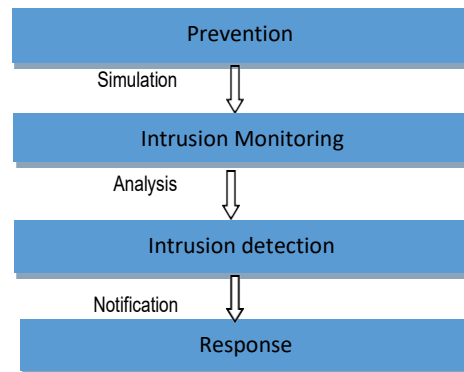 Prevention
Simulation
Intrusion Monitoring
Analysis
Intrusion detection
Notification
Response